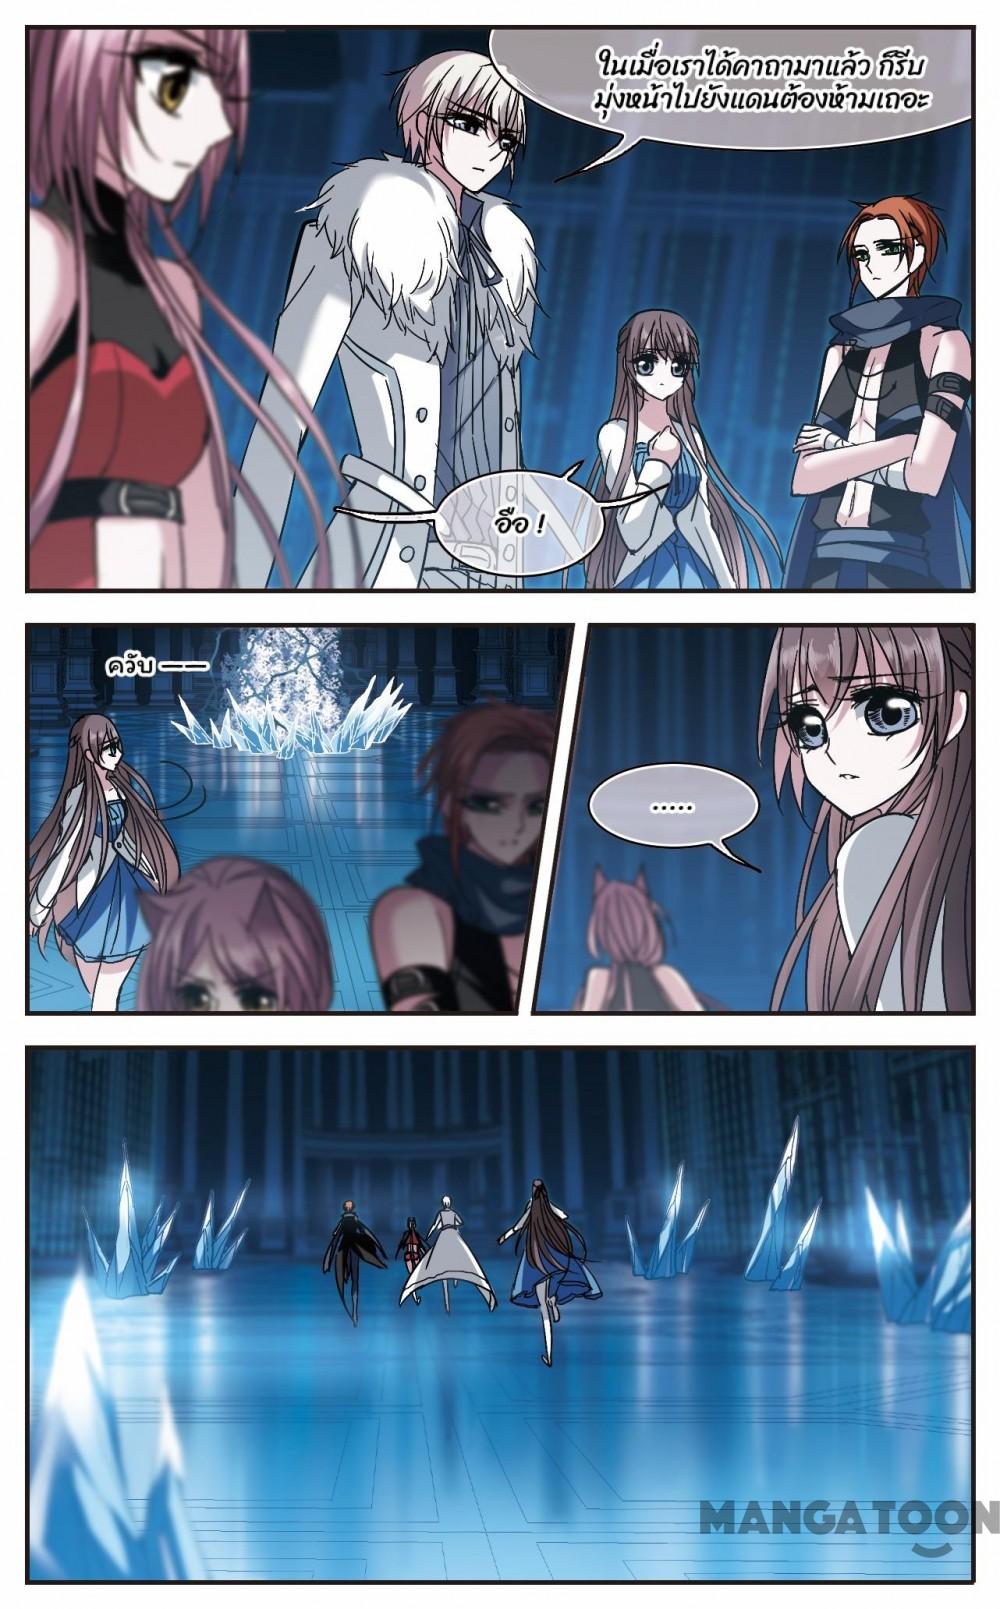 ในเมื่อเราได้คาถามาแล้ว ก็รีบ
มุ่งหน้าไปยังแดนต้องห้ามเถอะ
อือ !
ควับ ——
.....
MANGATOON